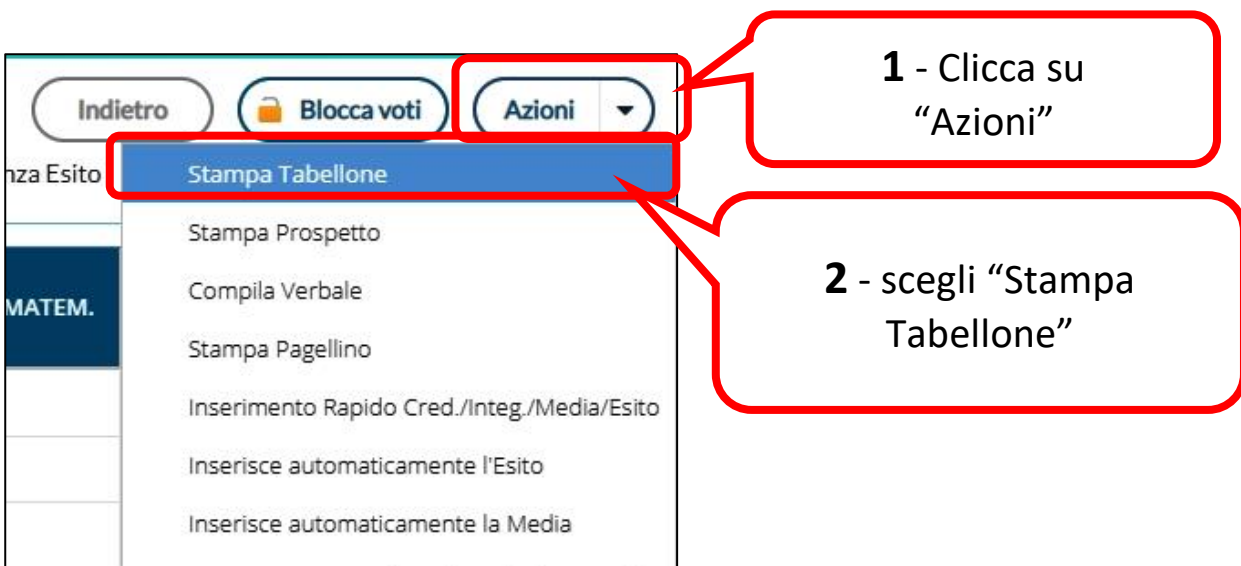 1 - Clicca su
“Azioni”
Indietro
Blocca voti
Azioni
nza Esito
Stampa Tabellone
Stampa Prospetto
2 - scegli “Stampa
Tabellone”
Compila Verbale
MATEM.
Stampa Pagellino
Inserimento Rapido Cred./Integ./Media/Esito
Inserisce automaticamente l'Esito
Inserisce automaticamente la Media